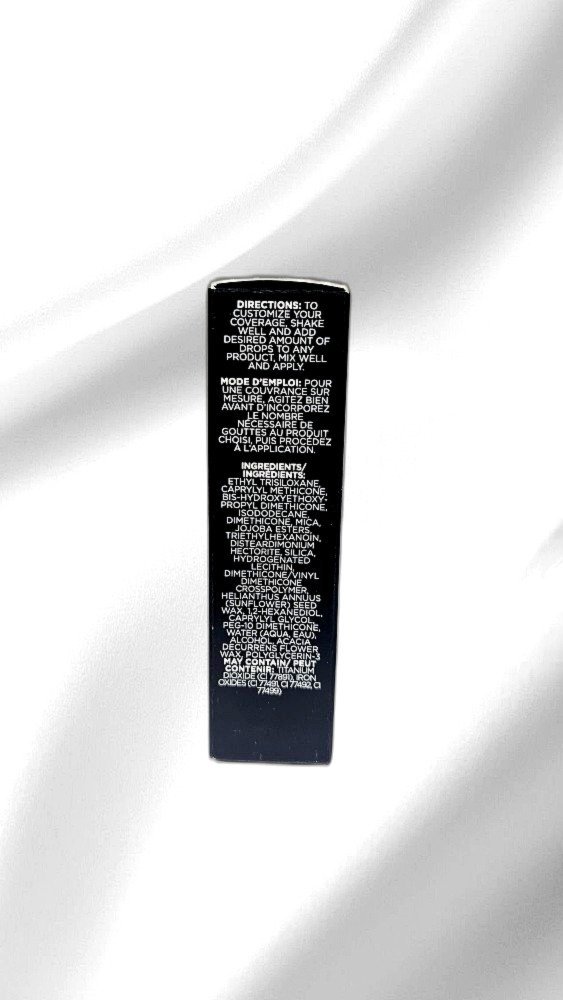 DIRECTIONS: TO
CUSTOMIZE YOUR
COVERAGE, SHAKE
WELL AND ADD
DESIRED AMOUNT OF
DROPS TO ANY
PRODUCT, MIX WELL
AND APPLY.
MODE D'EMPLOI: POUR
UNE COUVRANCE SUR
MESURE, AGITEZ BIEN
AVANT D'INCORPOREZ
LE NOMBRE
NÉCESSAIRE DE
GOUTTES AU PRODUIT
CHOISI, PUIS PROCÉDEZ
À L'APPLICATION.
INGREDIENTS/
INGRÉDIENTS:
ETHYL TRISILOXANE,
CAPRYLYL METHICONE,
BIS-HYDROXYETHOXY-
PROPYL DIMETHICONE,
ISODODECANE,
DIMETHICONE, MICA,
JOJOBA ESTERS,
TRIETHYLHEXANOIN,
DISTEARDIMONIUM
HECTORITE, SILICA,
HYDROGENATED
LECITHIN,
DIMETHICONE/VINYL
DIMETHICONE
CROSSPOLYMER,
HELIANTHUS ANNUUS
(SUNFLOWER) SEED
WAX, 1,2-HEXANEDIOL,
CAPRYLYL GLYCOL,
PEG-10 DIMETHICONE,
WATER (AQUA, EAU),
ALCOHOL, ACACIA
DECURRENS FLOWER
WAX, POLYGLYCERIN-3
MAY CONTAIN/ PEUT
CONTENIR: TITANIUM
DIOXIDE (CI 77891), IRON
OXIDES (CI 77491, CI 77492, CI
77499)